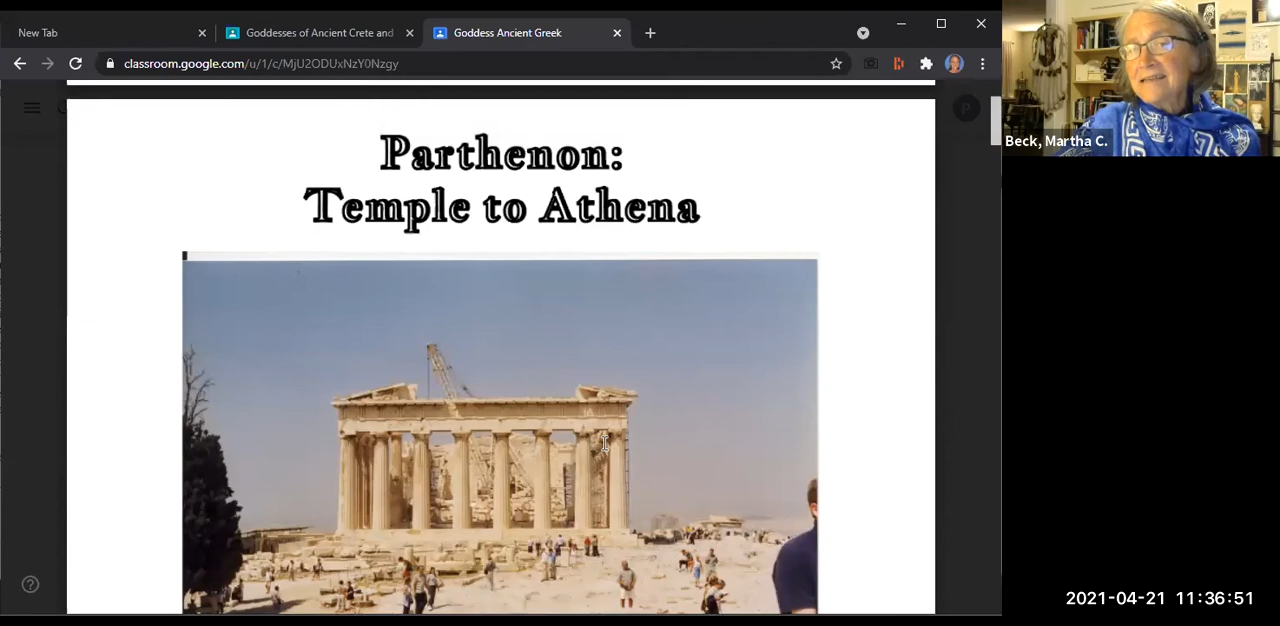 New Tab
Goddesses of Ancient Crete and
Goddess Ancient Greek
classroom.google.com/u/1/c/MjU2ODUxNzY0Nzgy
P
Beck, Martha C.
Parthenon:
Temple to Athena
2021-04-21 11:36:51